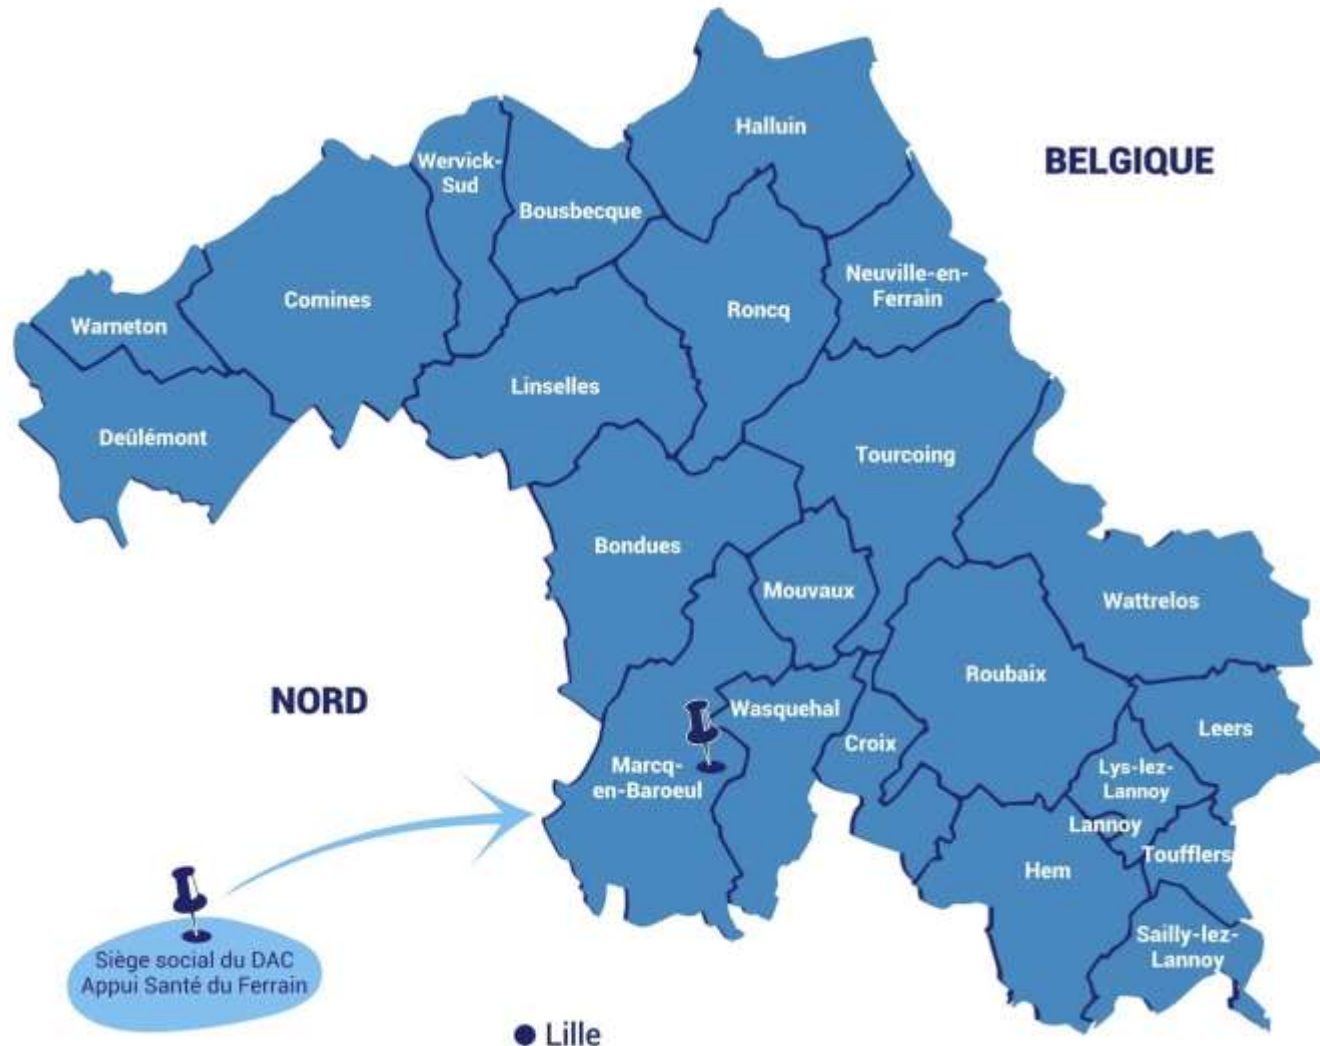 Halluin
BELGIQUE
Wervick-
Sud
Bousbecque
Neuville-en-
Ferrain
Comines
Roncq
Warneton
Linselles
Deûlémont
Tourcoing
Bondues
Mouvaux
Wattrelos
Roubaix
NORD
Wasquehal
Leers
Croix
Marcq-
en-Baroeul
Lys-lez-
Lannoy
Lannoy
Toufflers
Hem
Sailly-lez-
Lannoy
Siège social du DAC
Appui Santé du Ferrain
Lille